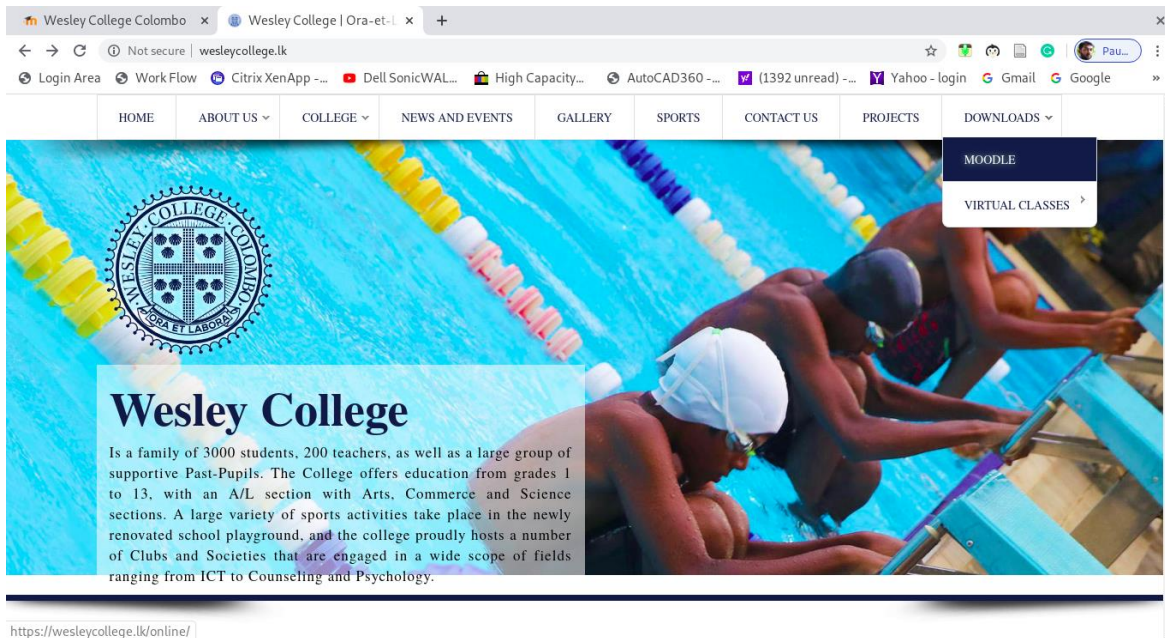 Wesley College Colombo
Wesley College | Ora-et-L
Not secure | wesleycollege.lk
Pau...
Login Area Work Flow Citrix XenApp -... Dell SonicWAL... High Capacity... AutoCAD360 -... (1392 unread) -... Yahoo - login Gmail Google »
HOME ABOUT US COLLEGE NEWS AND EVENTS GALLERY SPORTS CONTACT US PROJECTS DOWNLOADS
MOODLE
VIRTUAL CLASSES
WESLEY · COLLEGE · COLOMBO ·
ORA ET LABORA
Wesley College
Is a family of 3000 students, 200 teachers, as well as a large group of
supportive Past-Pupils. The College offers education from grades 1
to 13, with an A/L section with Arts, Commerce and Science
sections. A large variety of sports activities take place in the newly
renovated school playground, and the college proudly hosts a number
of Clubs and Societies that are engaged in a wide scope of fields
ranging from ICT to Counseling and Psychology.
https://wesleycollege.lk/online/